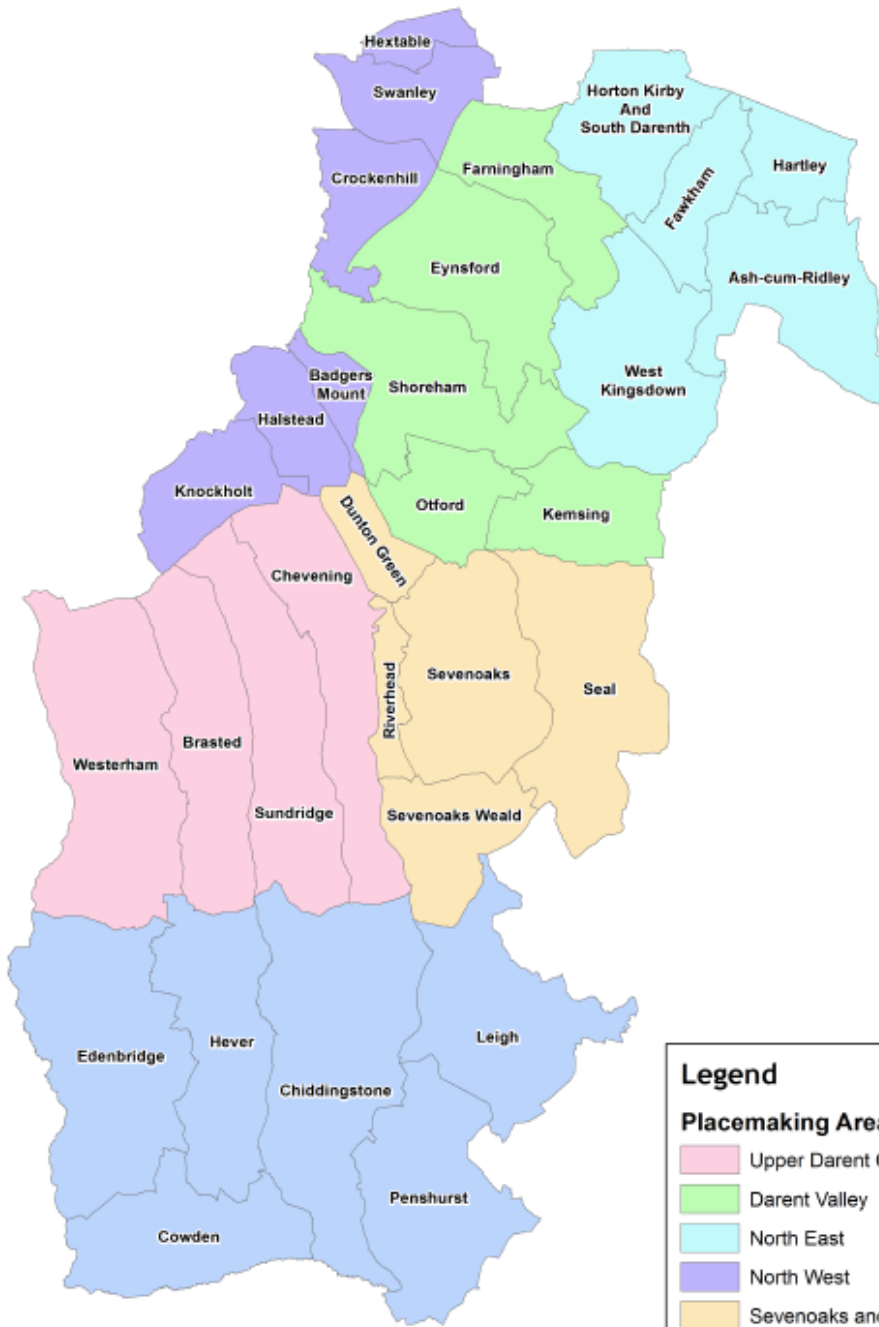 Hextable
Swanley
Horton Kirby
And
South Darenth
Crockenhill
Farningham
Hartley
Fawkham
Eynsford
Ash-cum-Ridley
Badgers
Mount
Shoreham
West
Kingsdown
Halstead
Knockholt
Otford
Kemsing
Dunton Green
Chevening
Riverhead
Sevenoaks
Seal
Brasted
Westerham
Sundridge
Sevenoaks Weald
Edenbridge
Hever
Leigh
Chiddingstone
Penshurst
Cowden
Legend
Placemaking Area
Upper Darent
Darent Valley
North East
North West
Sevenoaks and